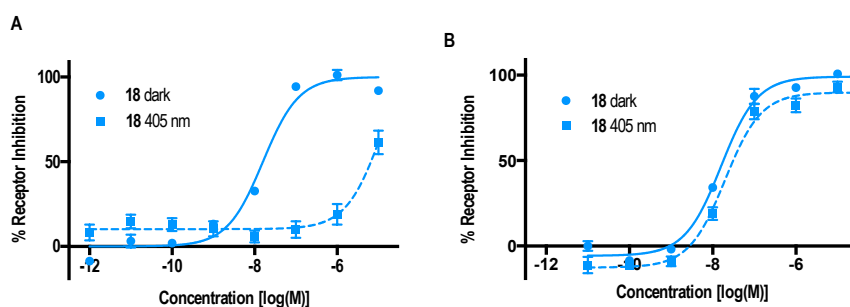 A
% Receptor Inhibition
100
50
0
18 dark
18 405 nm
-12
-10
-8
-6
Concentration [log(M)]
B
% Receptor Inhibition
100
50
0
18 dark
18 405 nm
-12
-10
-8
-6
Concentration [log(M)]